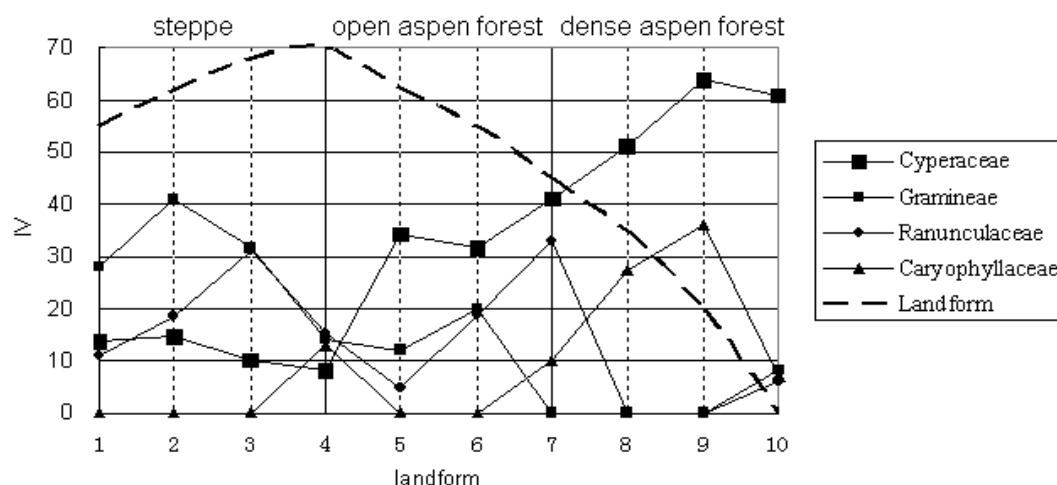 steppe open aspen forest dense aspen forest
70
60
50
40
30
20
10
0
IV
1 2 3 4 5 6 7 8 9 10
landform
Cyperaceae
Gramineae
Ranunculaceae
Caryophyllaceae
Landform